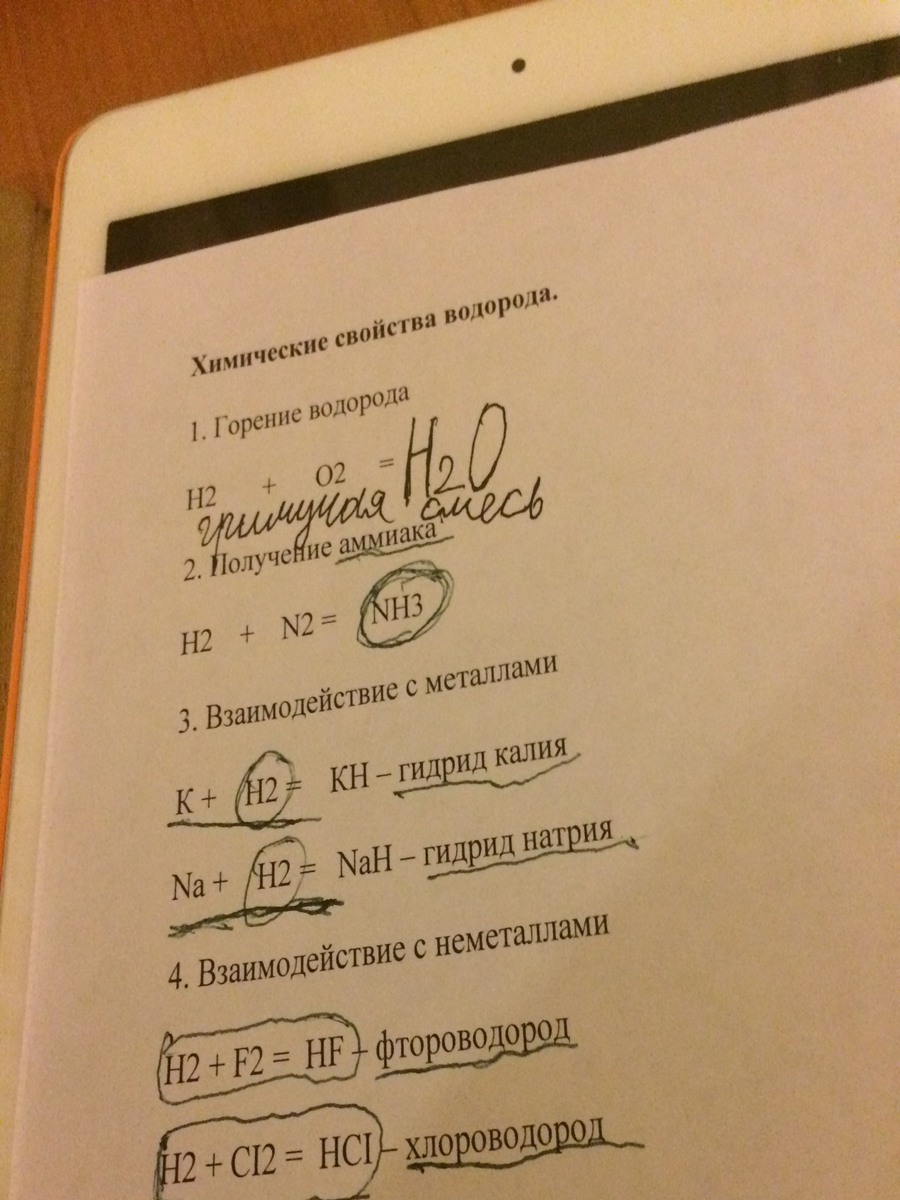 Химические свойства водорода.
1. Горение водорода
H2 + O2 = H2O
гримучая смесь
2. Получение аммиака
H2 + N2 = NH3
3. Взаимодействие с металлами
K + H2 = KH – гидрид калия
Na + H2 = NaH – гидрид натрия
4. Взаимодействие с неметаллами
H2 + F2 = HF – фтороводород
H2 + CI2 = HCI – хлороводород